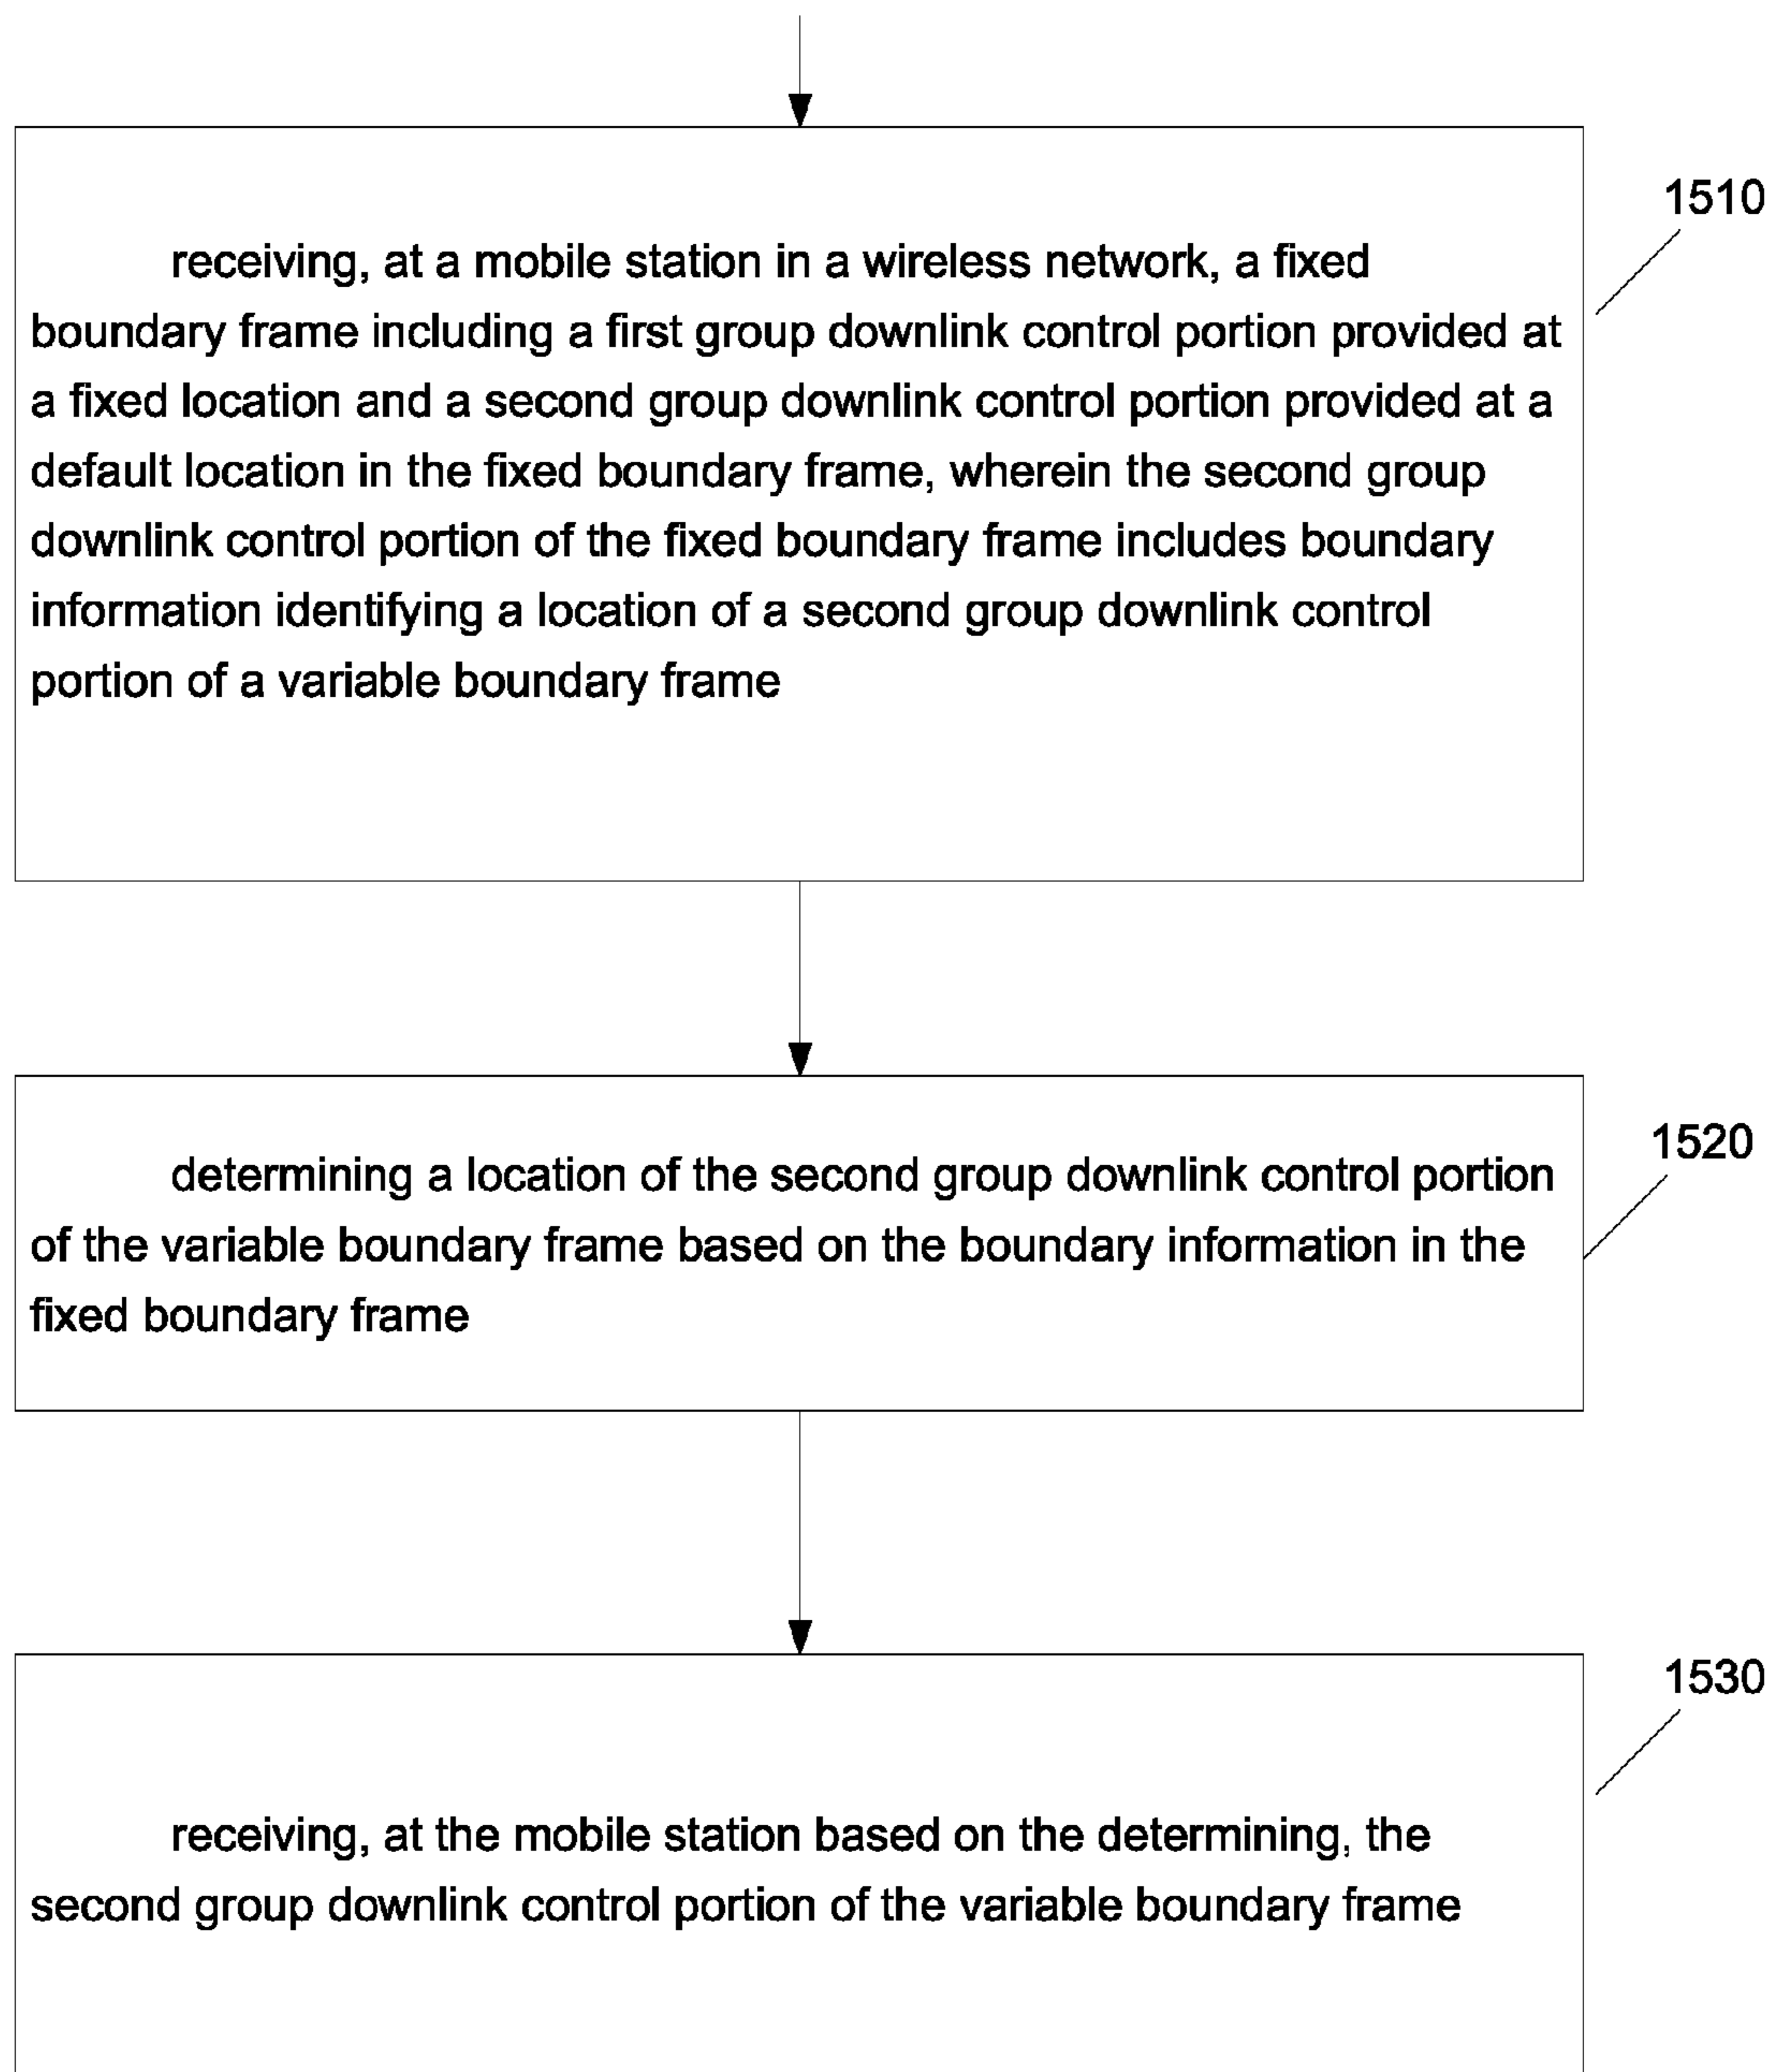 1510
receiving, at a mobile station in a wireless network, a fixed
boundary frame including a first group downlink control portion provided at
a fixed location and a second group downlink control portion provided at a
default location in the fixed boundary frame, wherein the second group
downlink control portion of the fixed boundary frame includes boundary
information identifying a location of a second group downlink control
portion of a variable boundary frame
1520
determining a location of the second group downlink control portion
of the variable boundary frame based on the boundary information in the
fixed boundary frame
1530
receiving, at the mobile station based on the determining, the
second group downlink control portion of the variable boundary frame